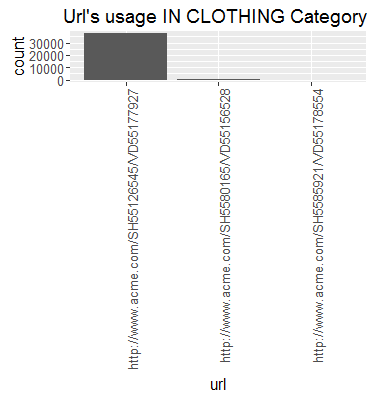 Url's usage IN CLOTHING Category
count
30000
20000
10000
0
http://www.acme.com/SH55126545/VD55177927
http://www.acme.com/SH5580165/VD55156528
http://www.acme.com/SH5585921/VD55178554
url